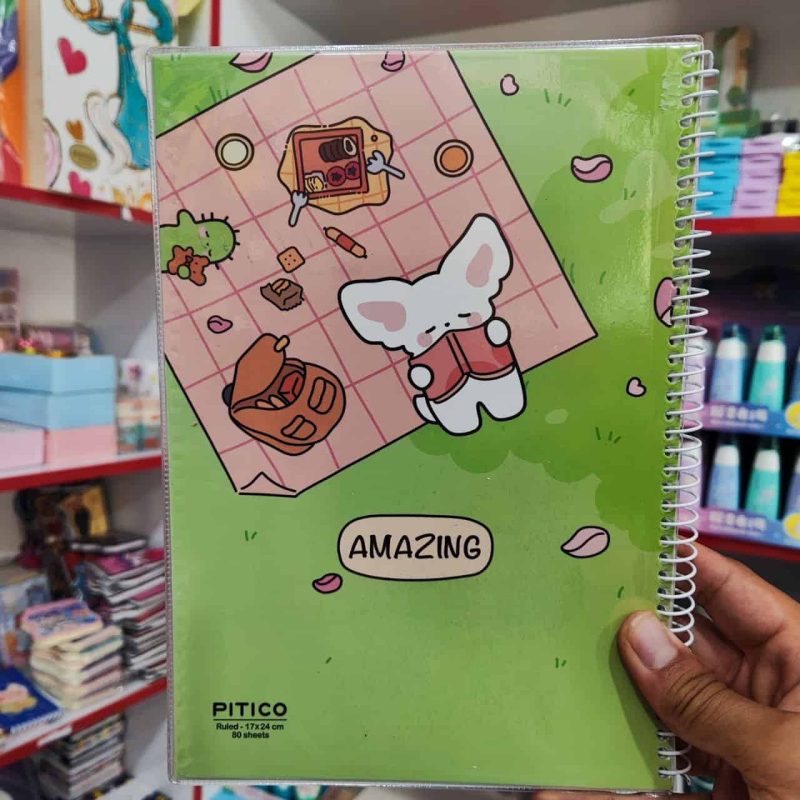 AMAZING
PITICO
Ruled - 17x24 cm
80 sheets